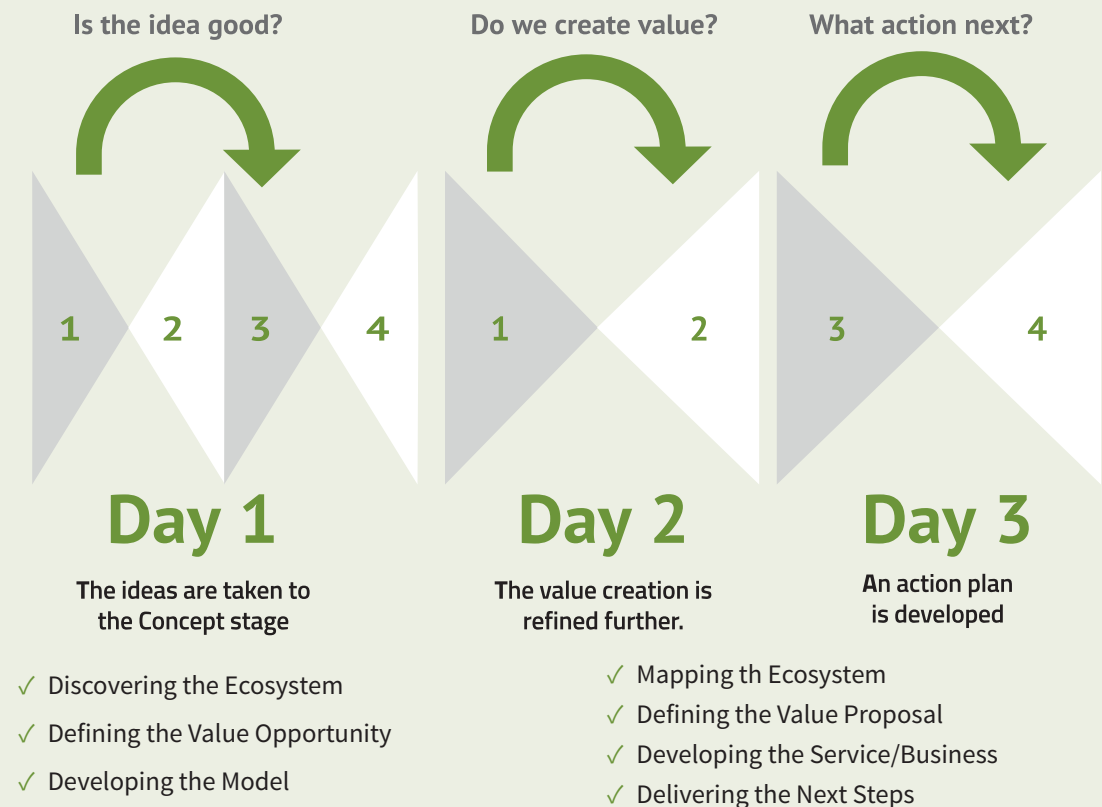 Is the idea good?
Do we create value?
What action next?
1
2
3
4
1
2
3
4
Day 1
Day 2
Day 3
The ideas are taken to
the Concept stage
The value creation is
refined further.
An action plan
is developed
✓ Discovering the Ecosystem
✓ Defining the Value Opportunity
✓ Developing the Model
✓ Mapping th Ecosystem
✓ Defining the Value Proposal
✓ Developing the Service/Business
✓ Delivering the Next Steps